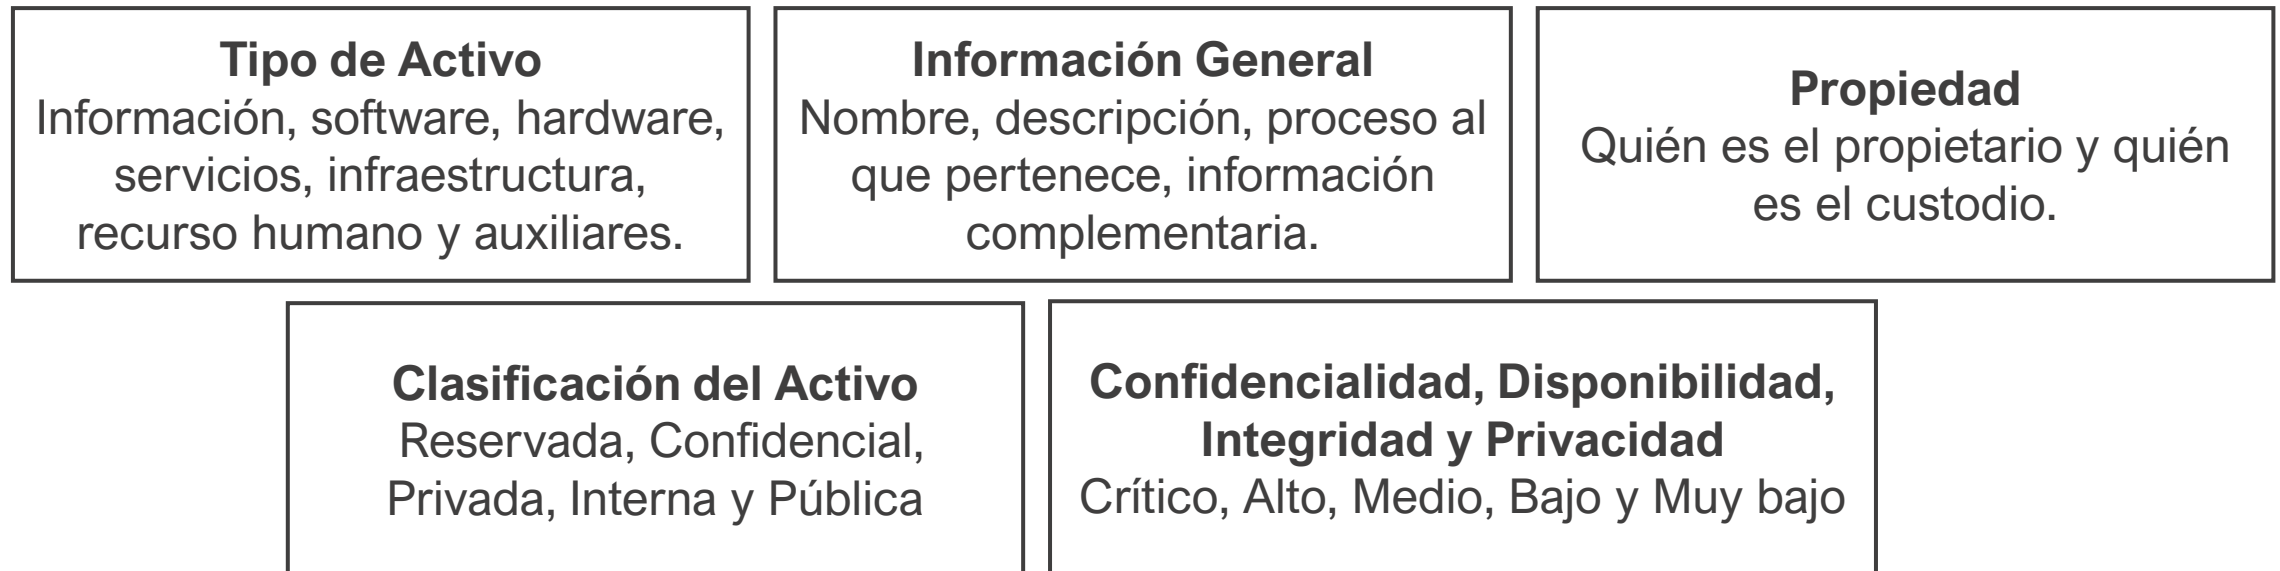 Tipo de Activo
Información, software, hardware,
servicios, infraestructura,
recurso humano y auxiliares.
Información General
Nombre, descripción, proceso al
que pertenece, información
complementaria.
Propiedad
Quién es el propietario y quién
es el custodio.
Clasificación del Activo
Reservada, Confidencial,
Privada, Interna y Pública
Confidencialidad, Disponibilidad,
Integridad y Privacidad
Crítico, Alto, Medio, Bajo y Muy bajo